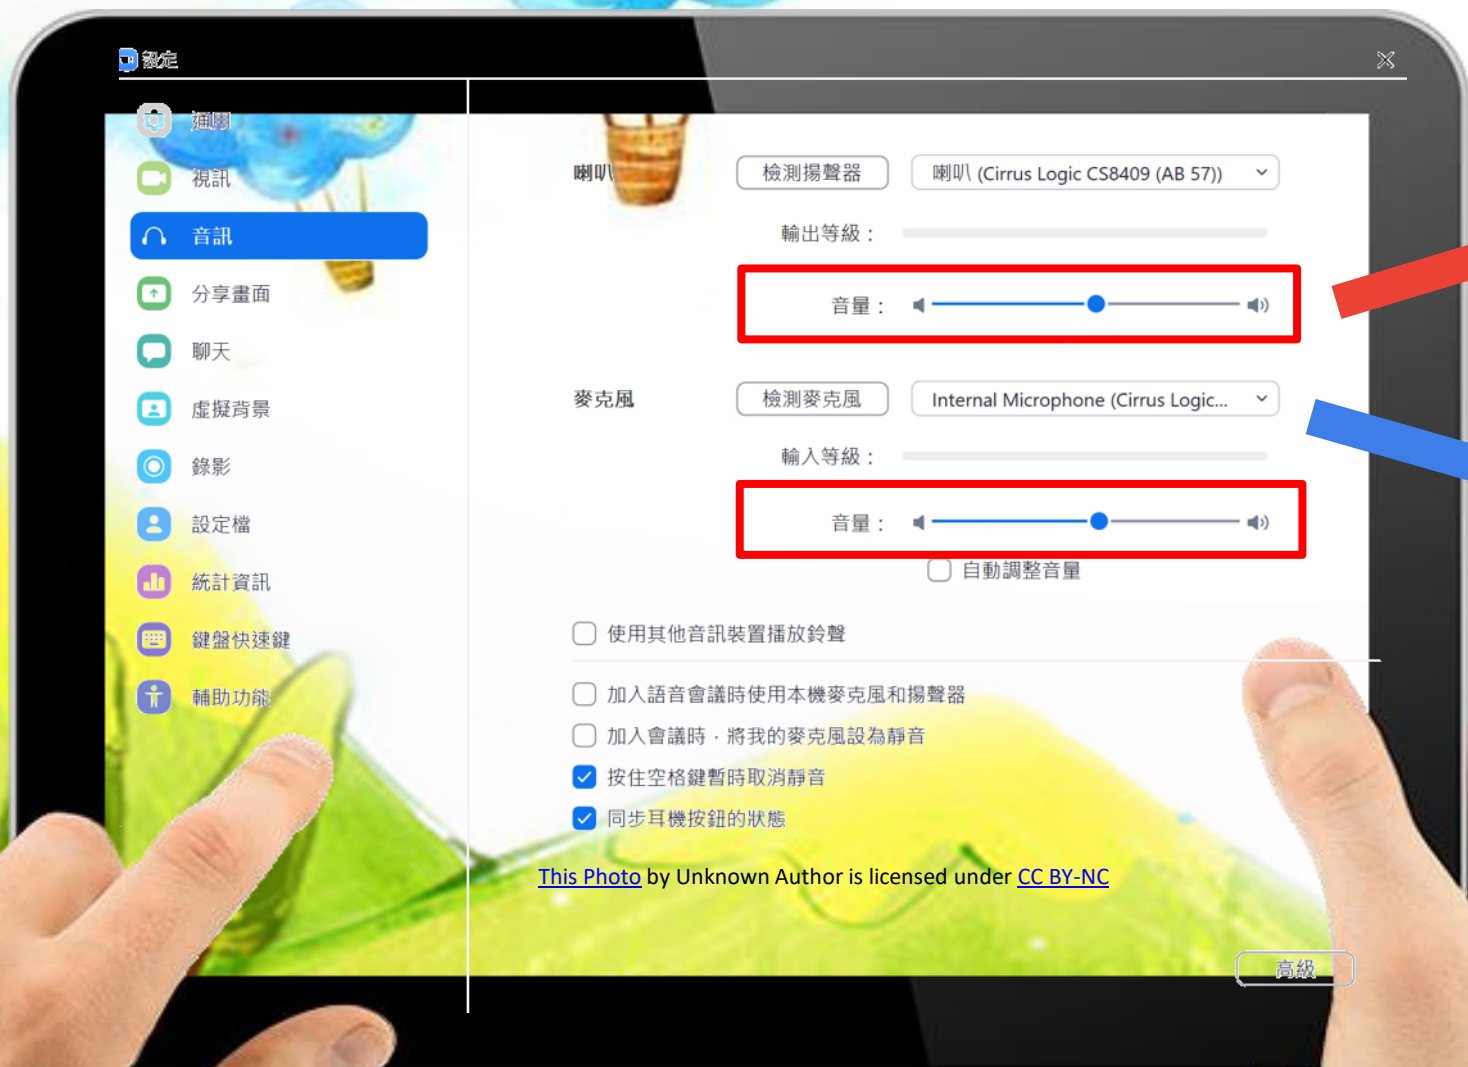 設定
通用
視訊
音訊
分享畫面
聊天
虛擬背景
錄影
設定檔
統計資訊
鍵盤快速鍵
輔助功能
喇叭 檢測揚聲器 喇叭 (Cirrus Logic CS8409 (AB 57))
輸出等級：
音量：
麥克風 檢測麥克風 Internal Microphone (Cirrus Logic...
輸入等級：
音量：
自動調整音量
使用其他音訊裝置播放鈴聲
加入語音會議時使用本機麥克風和揚聲器
加入會議時，將我的麥克風設為靜音
按住空格鍵暫時取消靜音
同步耳機按鈕的狀態
This Photo by Unknown Author is licensed under CC BY-NC
高級